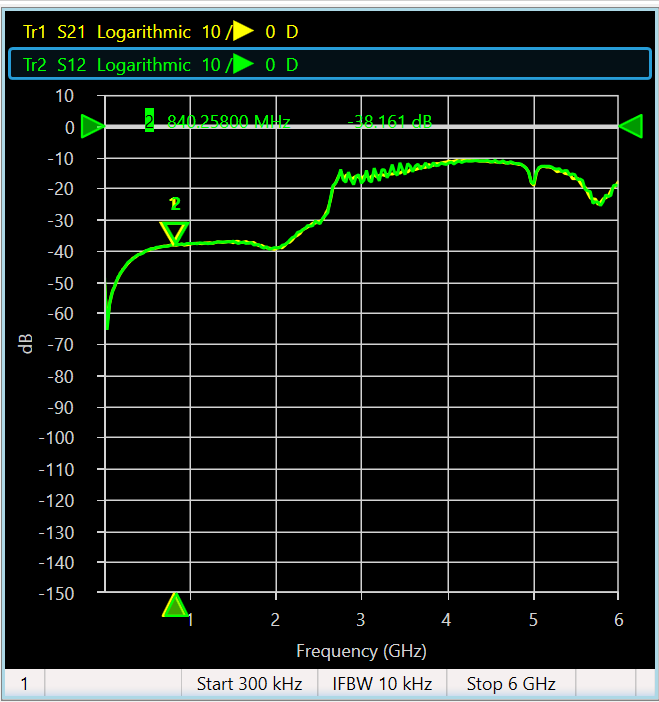 Tr1 S21 Logarithmic 10 / 0 D
Tr2 S12 Logarithmic 10 / 0 D
10
2 840.25800 MHz -38.161 dB
0
-10
-20
2
-30
-40
-50
-60
dB
-70
-80
-90
-100
-110
-120
-130
-140
-150
1 2 3 4 5 6
Frequency (GHz)
1 Start 300 kHz IFBW 10 kHz Stop 6 GHz